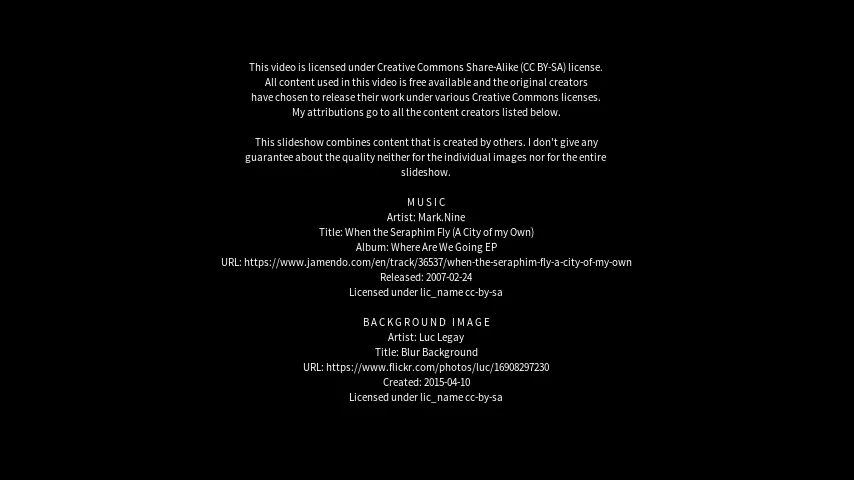 This video is licensed under Creative Commons Share-Alike (CC BY-SA) license.
All content used in this video is free available and the original creators
have chosen to release their work under various Creative Commons licenses.
My attributions go to all the content creators listed below.
This slideshow combines content that is created by others. I don't give any
guarantee about the quality neither for the individual images nor for the entire
slideshow.
MUSIC
Artist: Mark.Nine
Title: When the Seraphim Fly (A City of my Own)
Album: Where Are We Going EP
URL: https://www.jamendo.com/en/track/36537/when-the-seraphim-fly-a-city-of-my-own
Released: 2007-02-24
Licensed under lic_name cc-by-sa
BACKGROUND IMAGE
Artist: Luc Legay
Title: Blur Background
URL: https://www.flickr.com/photos/luc/16908297230
Created: 2015-04-10
Licensed under lic_name cc-by-sa